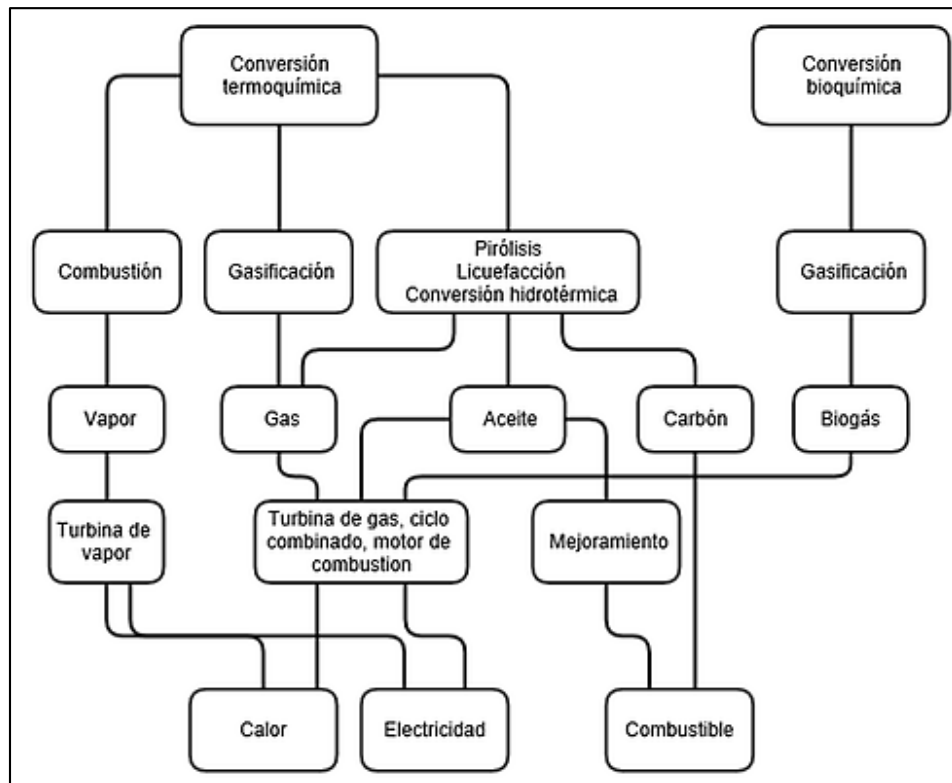 Conversión
termoquímica
Conversión
bioquímica
Combustión
Gasificación
Pirólisis
Licuefacción
Conversión hidrotérmica
Gasificación
Vapor
Gas
Aceite
Carbón
Biogás
Turbina de
vapor
Turbina de gas, ciclo
combinado, motor de
combustion
Mejoramiento
Calor
Electricidad
Combustible